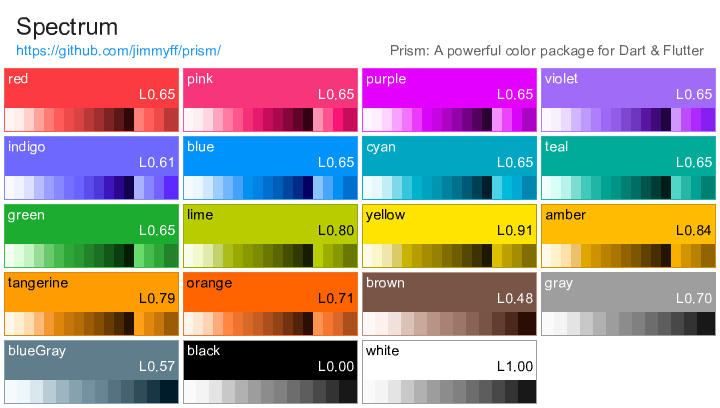 Spectrum
https://github.com/jimmyff/prism/ Prism: A powerful color package for Dart & Flutter
red pink purple violet
L0.65 L0.65 L0.65 L0.65
indigo blue cyan teal
L0.61 L0.65 L0.65 L0.65
green lime yellow amber
L0.65 L0.80 L0.91 L0.84
tangerine orange brown gray
L0.79 L0.71 L0.48 L0.70
blueGray black white
L0.57 L0.00 L1.00